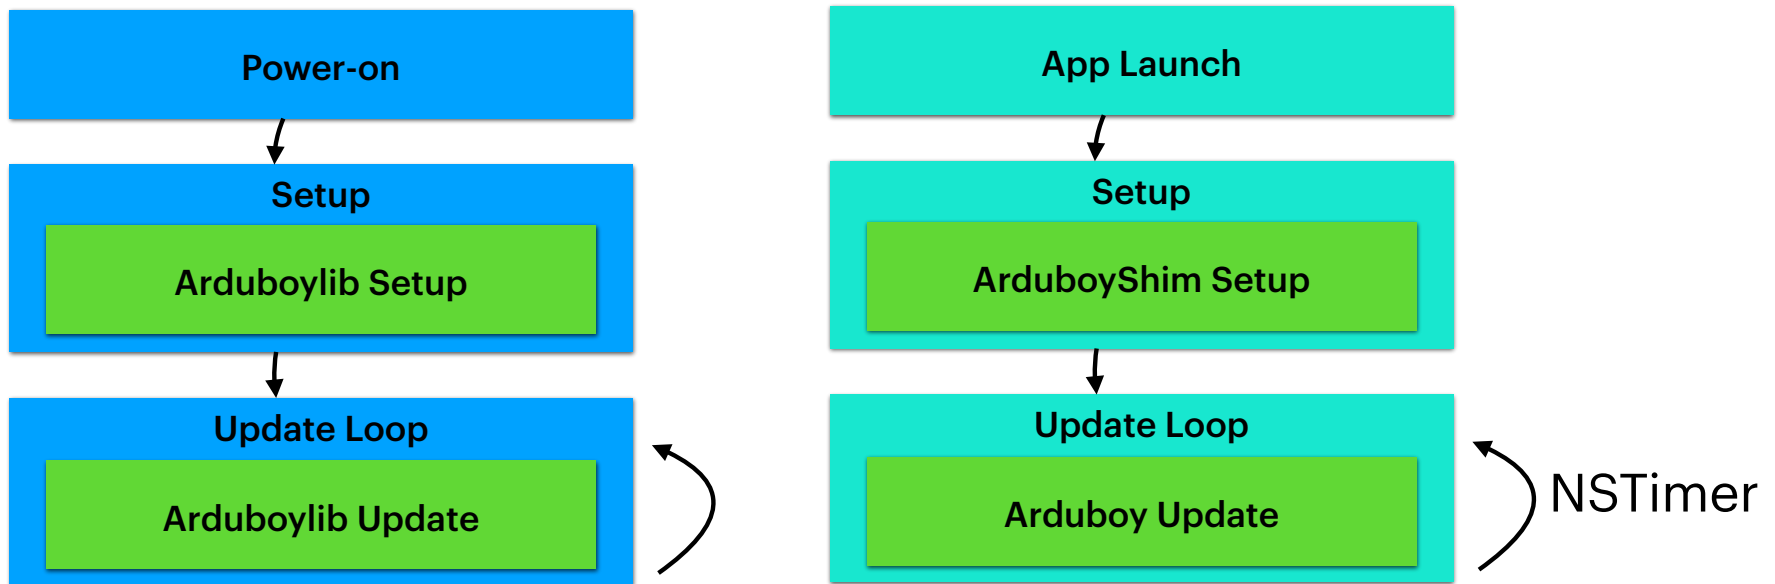 Power-on
Setup
Arduboylib Setup
Update Loop
Arduboylib Update
App Launch
Setup
ArduboyShim Setup
Update Loop
Arduboy Update
NSTimer